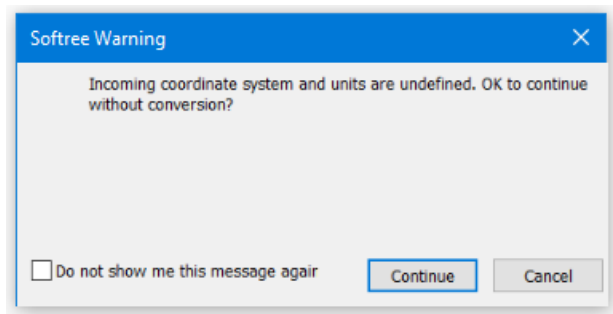 Softree Warning
Incoming coordinate system and units are undefined. OK to continue
without conversion?
Do not show me this message again
Continue
Cancel